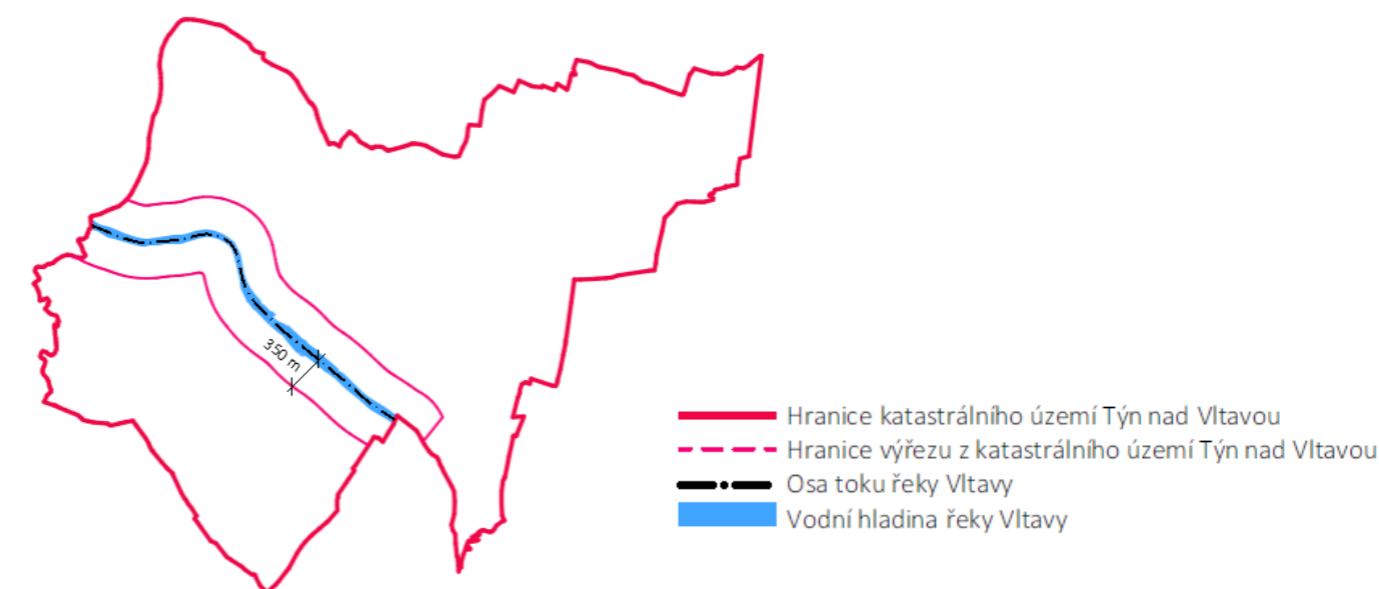 350 m
Hranice katastrálního území Týn nad Vltavou
Hranice výřezu z katastrálního území Týn nad Vltavou
Osa toku řeky Vltavy
Vodní hladina řeky Vltavy